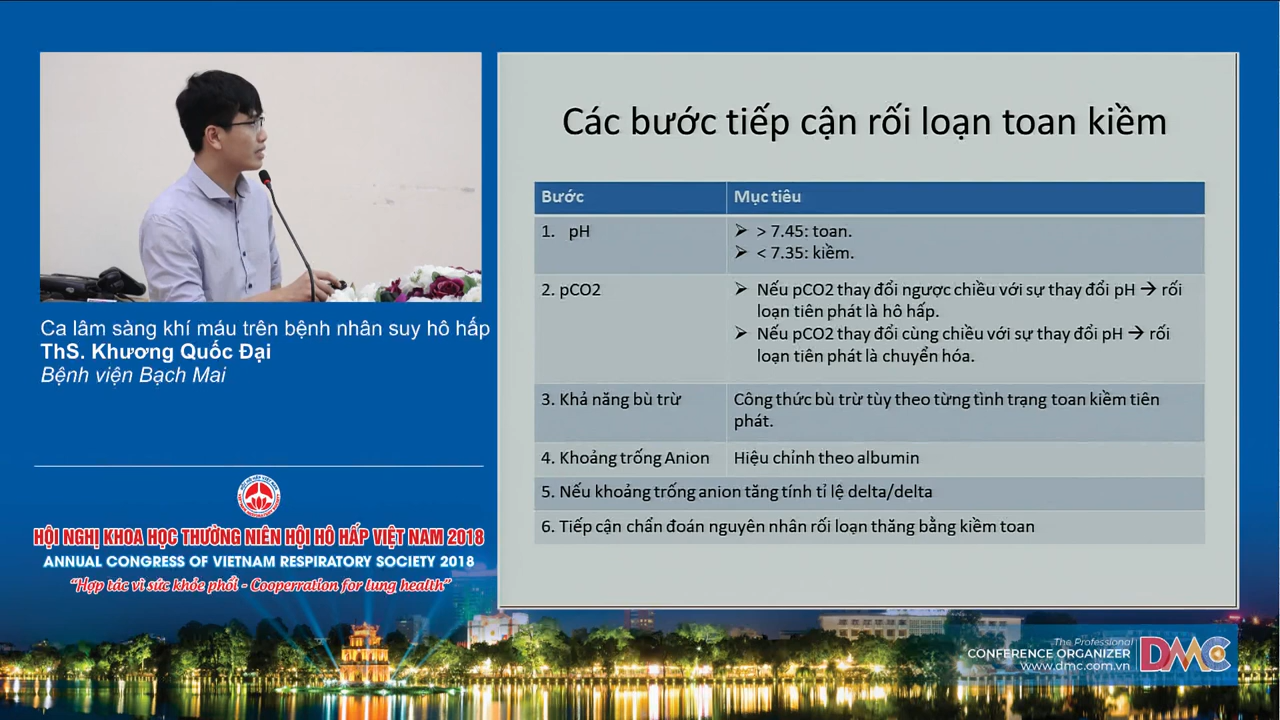 Ca lâm sàng khí máu trên bệnh nhân suy hô hấp
ThS. Khương Quốc Đại
Bệnh viện Bạch Mai
HỘI HÔ HẤP VIỆT NAM
HỘI NGHỊ KHOA HỌC THƯỜNG NIÊN HỘI HÔ HẤP VIỆT NAM 2018
ANNUAL CONGRESS OF VIETNAM RESPIRATORY SOCIETY 2018
"Hợp tác vì sức khỏe phổi - Cooperration for lung health"
Các bước tiếp cận rối loạn toan kiềm
Bước Mục tiêu
1. pH
➢ > 7.45: toan.
➢ < 7.35: kiềm.
2. pCO2
➢ Nếu pCO2 thay đổi ngược chiều với sự thay đổi pH → rối
loạn tiên phát là hô hấp.
➢ Nếu pCO2 thay đổi cùng chiều với sự thay đổi pH → rối
loạn tiên phát là chuyển hóa.
3. Khả năng bù trừ
Công thức bù trừ tùy theo từng tình trạng toan kiềm tiên
phát.
4. Khoảng trống Anion Hiệu chỉnh theo albumin
5. Nếu khoảng trống anion tăng tính tỉ lệ delta/delta
6. Tiếp cận chẩn đoán nguyên nhân rối loạn thăng bằng kiềm toan
The Professional
CONFERENCE ORGANIZER
www.dmc.com.vn
DMC